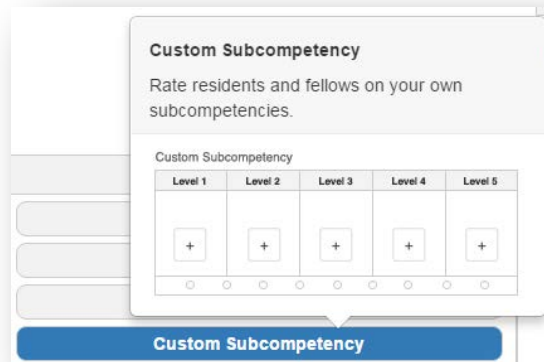 Custom Subcompetency
Rate residents and fellows on your own
subcompetencies.
Custom Subcompetency
Level 1 Level 2 Level 3 Level 4 Level 5
+ + + + +
Custom Subcompetency